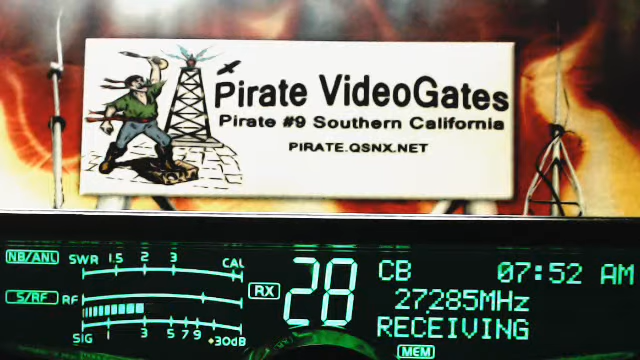 Pirate VideoGates
Pirate #9 Southern California
PIRATE.QSNX.NET
NB/ANL SWR 1.5 2 3 CAL
S/RF RF
SIG 1 3 5 7 9 +30dB
RX 28
CB 07:52 AM
27.285MHz
RECEIVING
MEM